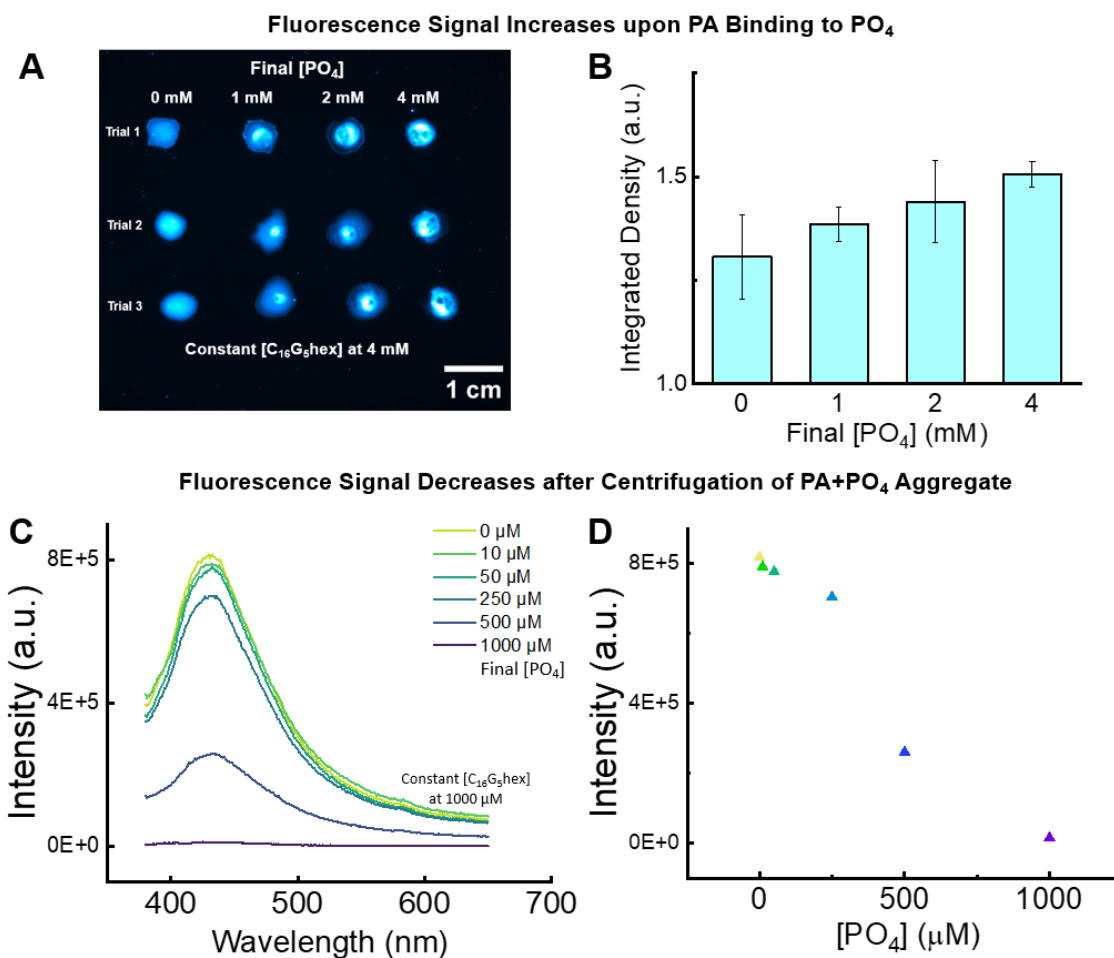 Fluorescence Signal Increases upon PA Binding to PO₄
A
Final [PO₄]
0 mM 1 mM 2 mM 4 mM
Trial 1
Trial 2
Trial 3
Constant [C₁₆G₅hex] at 4 mM
1 cm
B
Integrated Density (a.u.)
1.5
1.0
0 1 2 4
Final [PO₄] (mM)
Fluorescence Signal Decreases after Centrifugation of PA+PO₄ Aggregate
C
Intensity (a.u.)
8E+5
4E+5
0E+0
0 µM
10 µM
50 µM
250 µM
500 µM
1000 µM
Final [PO₄]
Constant [C₁₆G₅hex]
at 1000 µM
400 500 600 700
Wavelength (nm)
D
Intensity (a.u.)
8E+5
4E+5
0E+0
0 500 1000
[PO₄] (µM)